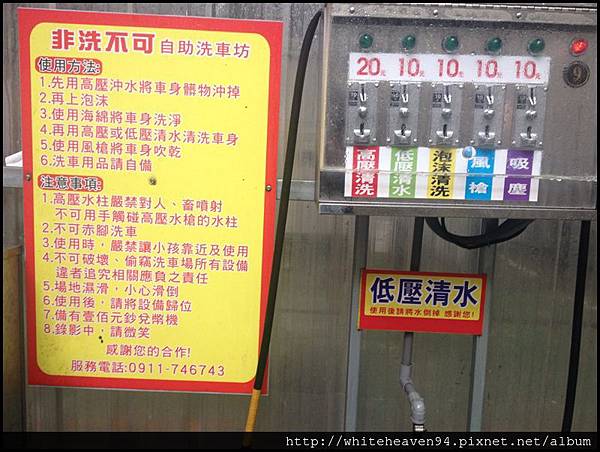 非洗不可 自助洗車坊
使用方法:
1.先用高壓沖水將車身髒物沖掉
2.再上泡沫
3.使用海綿將車身洗淨
4.再用高壓或低壓清水清洗車身
5.使用風槍將車身吹乾
6.洗車用品請自備
注意事項:
1.高壓水柱嚴禁對人、畜噴射
不可用手觸碰高壓水槍的水柱
2.不可赤腳洗車
3.使用時，嚴禁讓小孩靠近及使用
4.不可破壞、偷竊洗車場所有設備
違者追究相關應負之責任
5.場地濕滑，小心滑倒
6.使用後，請將設備歸位
7.備有壹佰元鈔兌幣機
8.錄影中，請微笑
感謝您的合作!
服務電話:0911-746743
20元 10元 10元 10元 10元
9
高壓清洗
低壓清水
泡沫清洗
風槍
吸塵
低壓清水
使用後請將水倒掉 感謝您!
http://whiteheaven94.pixnet.net/album